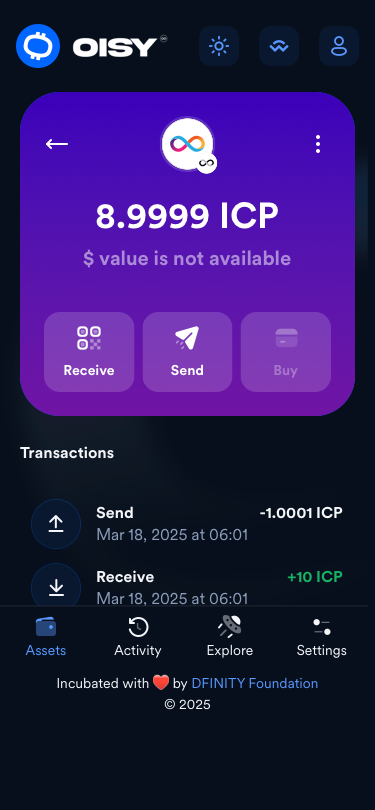 OISY
8.9999 ICP
$ value is not available
Receive
Send
Buy
Transactions
Send
-1.0001 ICP
Mar 18, 2025 at 06:01
Receive
+10 ICP
Mar 18, 2025 at 06:01
Assets
Activity
Explore
Settings
Incubated with ❤️ by DFINITY Foundation
© 2025